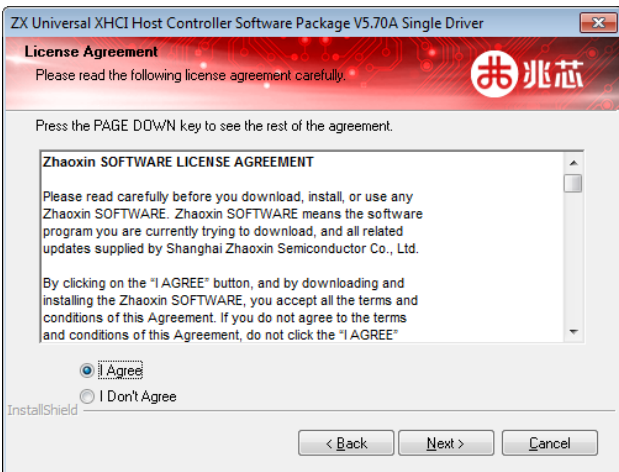 ZX Universal XHCI Host Controller Software Package V5.70A Single Driver
License Agreement
Please read the following license agreement carefully.
兆芯
Press the PAGE DOWN key to see the rest of the agreement.
Zhaoxin SOFTWARE LICENSE AGREEMENT
Please read carefully before you download, install, or use any
Zhaoxin SOFTWARE. Zhaoxin SOFTWARE means the software
program you are currently trying to download, and all related
updates supplied by Shanghai Zhaoxin Semiconductor Co., Ltd.
By clicking on the “I AGREE” button, and by downloading and
installing the Zhaoxin SOFTWARE, you accept all the terms and
conditions of this Agreement. If you do not agree to the terms
and conditions of this Agreement, do not click the “I AGREE”
I Agree
I Don't Agree
InstallShield
< Back
Next >
Cancel